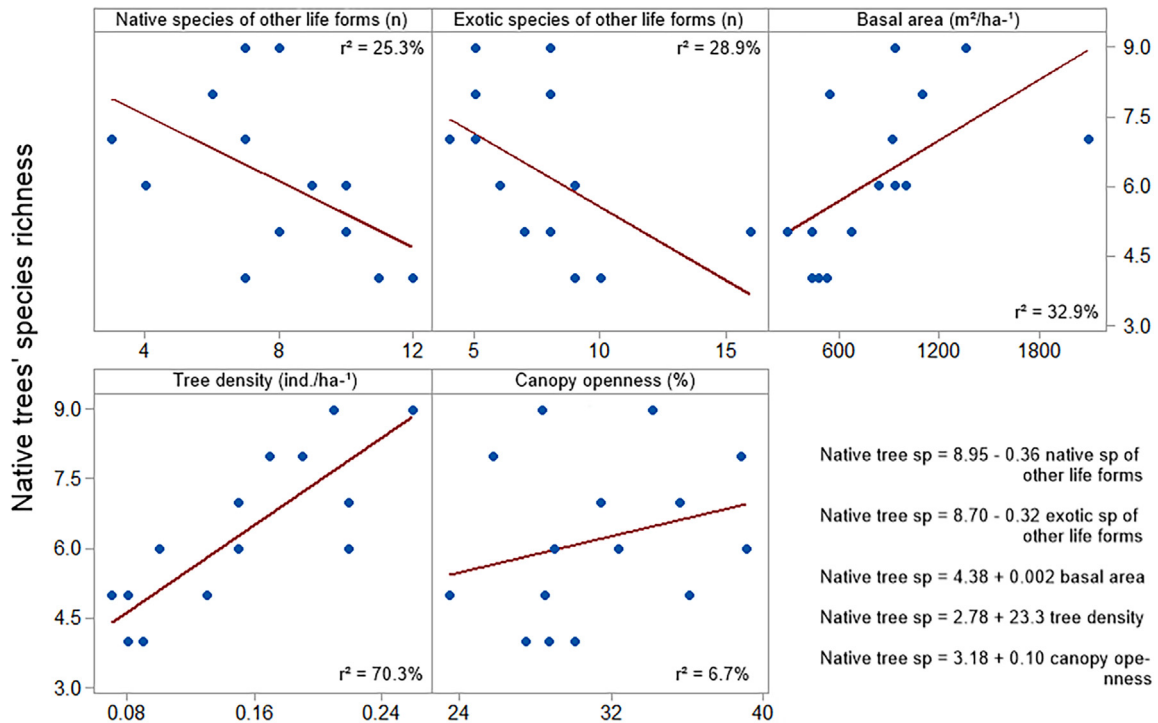 Native species of other life forms (n)
Exotic species of other life forms (n)
Basal area (m²/ha-¹)
r² = 25.3%
r² = 28.9%
r² = 32.9%
9.0
7.5
6.0
4.5
3.0
4 8 12
5 10 15
600 1200 1800
Native trees' species richness
Tree density (ind./ha-¹)
Canopy openness (%)
9.0
7.5
6.0
4.5
3.0
r² = 70.3%
r² = 6.7%
0.08 0.16 0.24
24 32 40
Native tree sp = 8.95 - 0.36 native sp of
other life forms
Native tree sp = 8.70 - 0.32 exotic sp of
other life forms
Native tree sp = 4.38 + 0.002 basal area
Native tree sp = 2.78 + 23.3 tree density
Native tree sp = 3.18 + 0.10 canopy ope-
nness